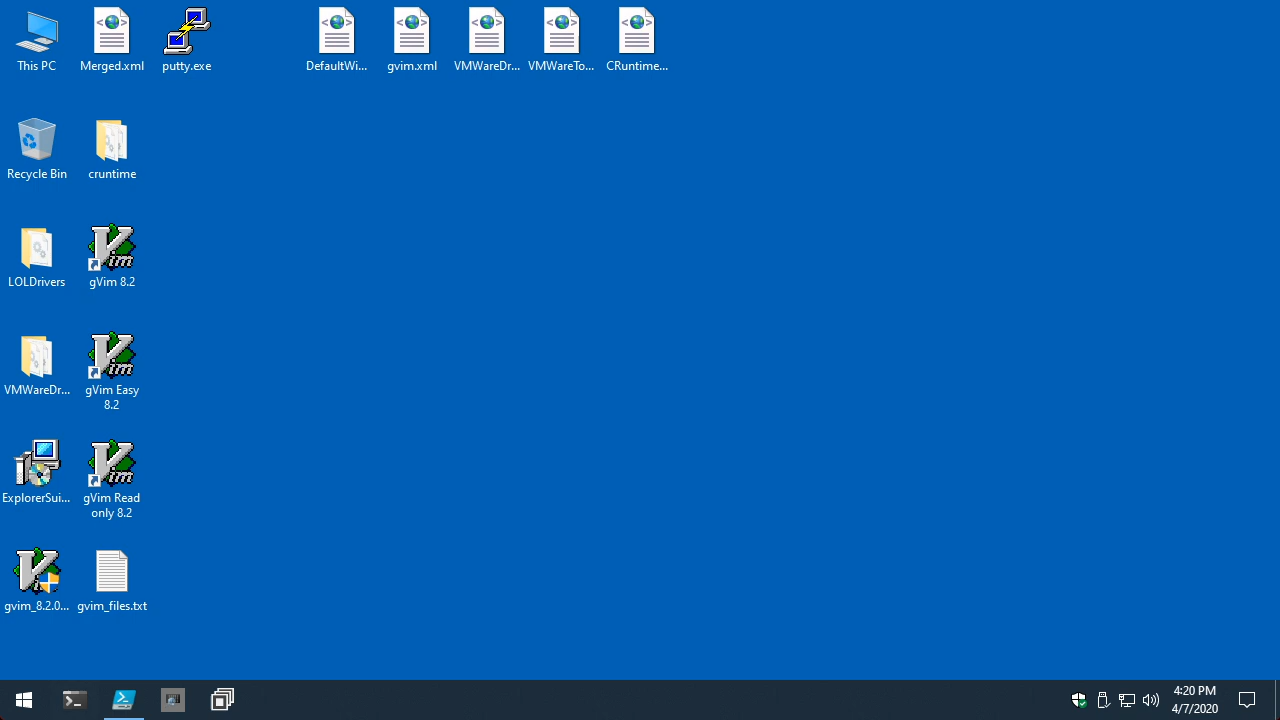 This PC
Merged.xml
putty.exe
DefaultWi...
gvim.xml
VMWareDr...
VMWareTo...
CRuntime...
Recycle Bin
cruntime
LOLDrivers
gVim 8.2
VMWareDr...
gVim Easy
8.2
ExplorerSui...
gVim Read
only 8.2
gvim_8.2.0...
gvim_files.txt
4:20 PM
4/7/2020